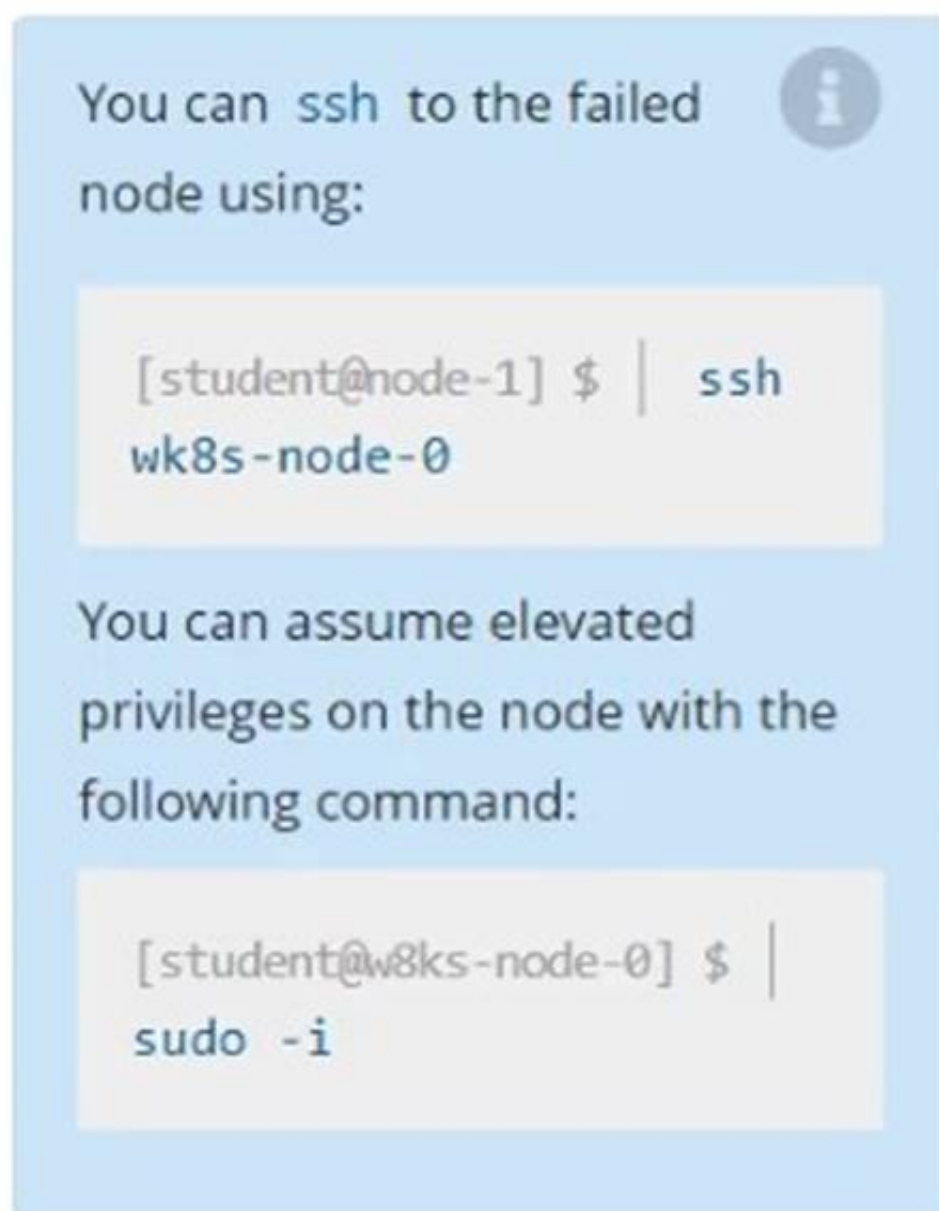 You can ssh to the failed
node using:
[student@node-1] $ | ssh
wk8s-node-0
You can assume elevated
privileges on the node with the
following command:
[student@w8ks-node-0] $ |
sudo -i